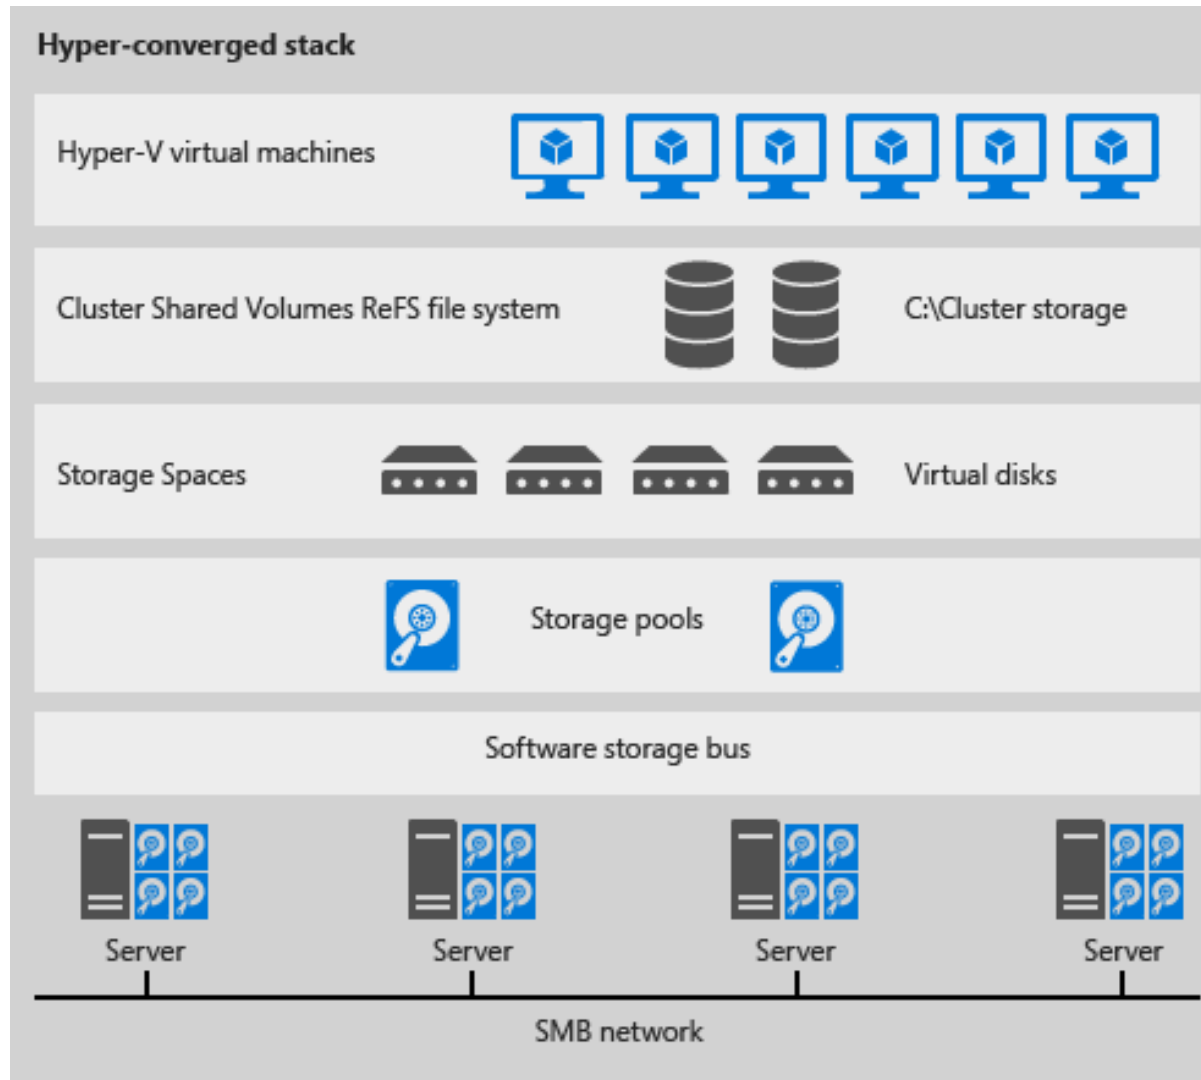 Hyper-converged stack
Hyper-V virtual machines
Cluster Shared Volumes ReFS file system
C:\Cluster storage
Storage Spaces
Virtual disks
Storage pools
Software storage bus
Server
Server
Server
Server
SMB network